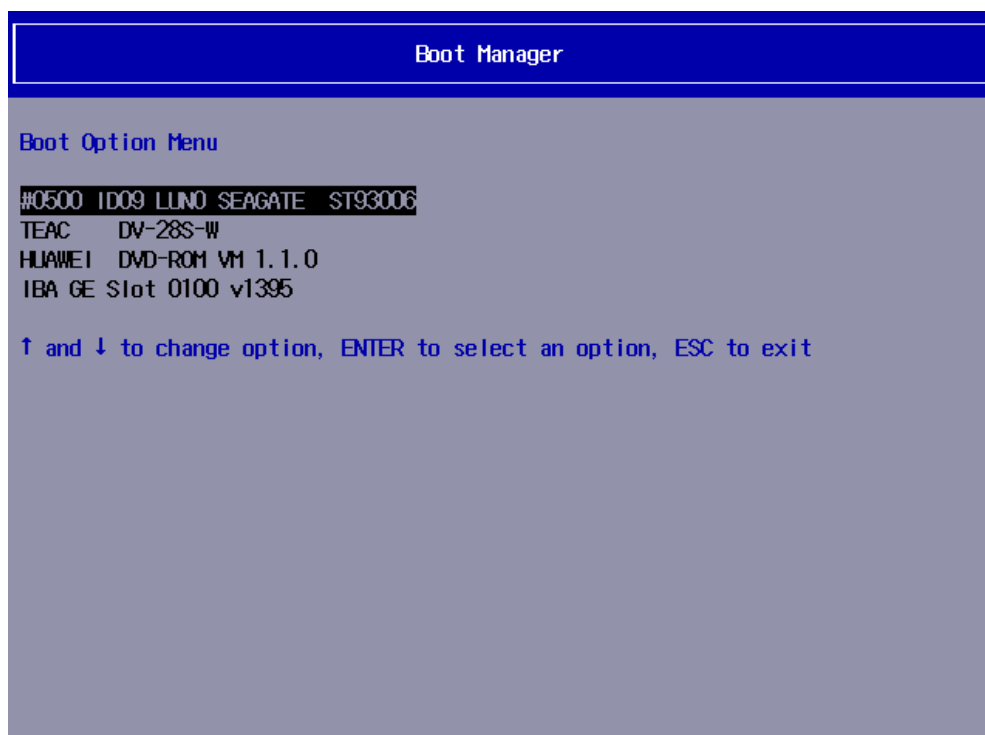 Boot Manager
Boot Option Menu
#0500 ID09 LUN0 SEAGATE ST93006
TEAC DV-28S-W
HUAWEI DVD-ROM VM 1.1.0
IBA GE Slot 0100 v1395
↑ and ↓ to change option, ENTER to select an option, ESC to exit